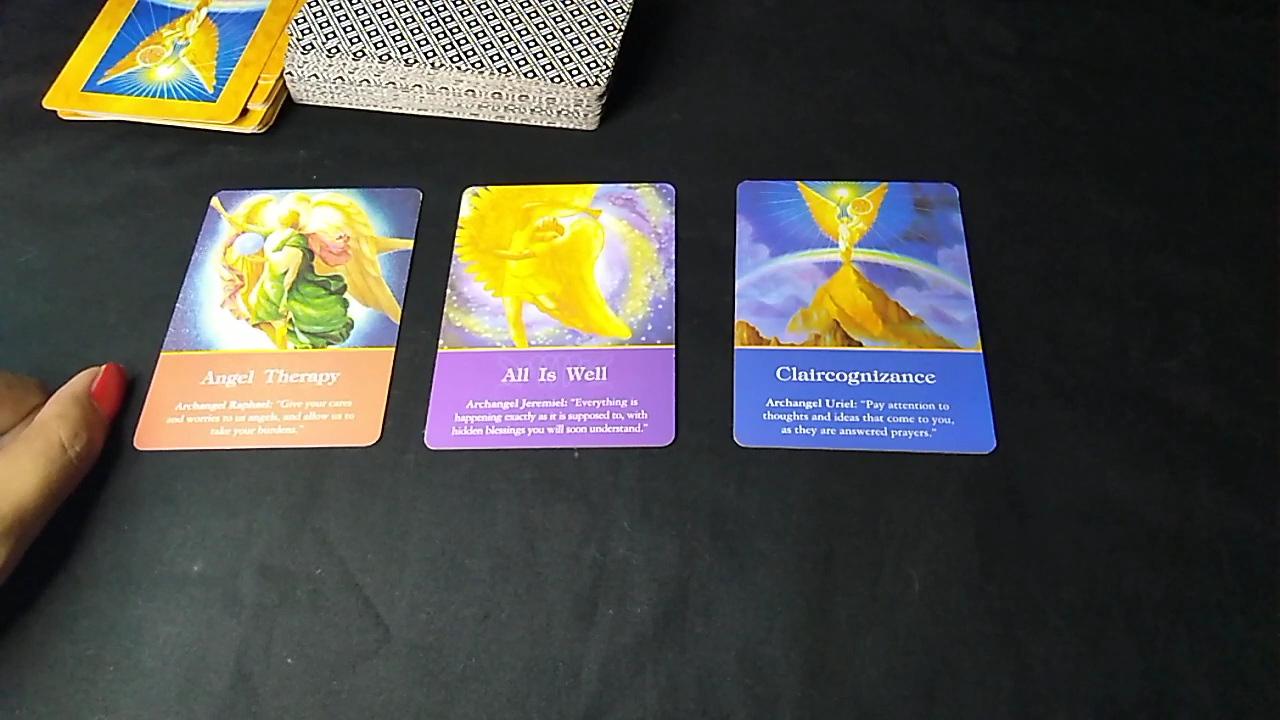 Angel Therapy
Archangel Raphael: "Give your cares
and worries to us angels, and allow us to
take your burdens."
All Is Well
Archangel Jeremiel: "Everything is
happening exactly as it is supposed to, with
hidden blessings you will soon understand."
Claircognizance
Archangel Uriel: "Pay attention to
thoughts and ideas that come to you,
as they are answered prayers."